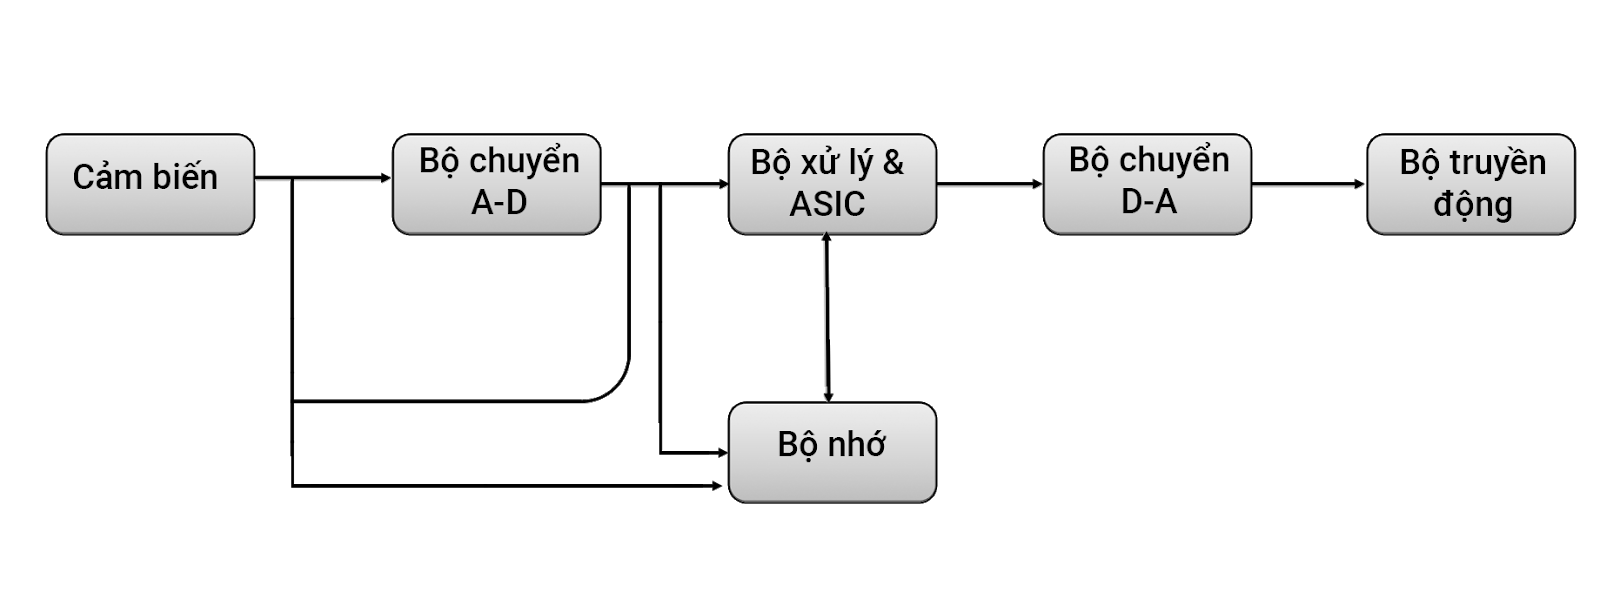 Cảm biến
Bộ chuyển
A-D
Bộ xử lý &
ASIC
Bộ chuyển
D-A
Bộ truyền
động
Bộ nhớ